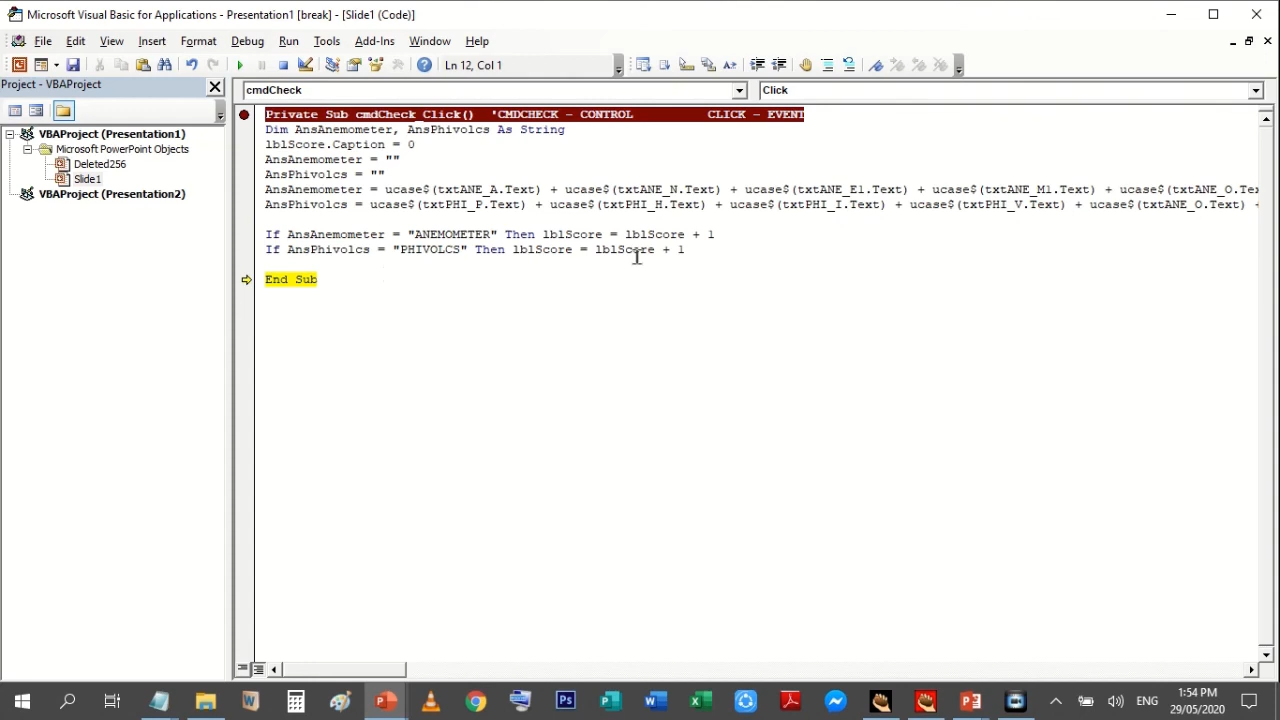 Microsoft Visual Basic for Applications - Presentation1 [break] - [Slide1 (Code)]
File Edit View Insert Format Debug Run Tools Add-Ins Window Help
Ln 12, Col 1
Project - VBAProject
cmdCheck Click
VBAProject (Presentation1)
Microsoft PowerPoint Objects
Deleted256
Slide1
VBAProject (Presentation2)
Private Sub cmdCheck_Click() 'CMDCHECK - CONTROL CLICK - EVENT
Dim AnsAnemometer, AnsPhivolcs As String
lblScore.Caption = 0
AnsAnemometer = ""
AnsPhivolcs = ""
AnsAnemometer = ucase$(txtANE_A.Text) + ucase$(txtANE_N.Text) + ucase$(txtANE_E1.Text) + ucase$(txtANE_M1.Text) + ucase$(txtANE_O.Tex
AnsPhivolcs = ucase$(txtPHI_P.Text) + ucase$(txtPHI_H.Text) + ucase$(txtPHI_I.Text) + ucase$(txtPHI_V.Text) + ucase$(txtANE_O.Text) +
If AnsAnemometer = "ANEMOMETER" Then lblScore = lblScore + 1
If AnsPhivolcs = "PHIVOLCS" Then lblScore = lblScore + 1
End Sub
ENG
1:54 PM
29/05/2020